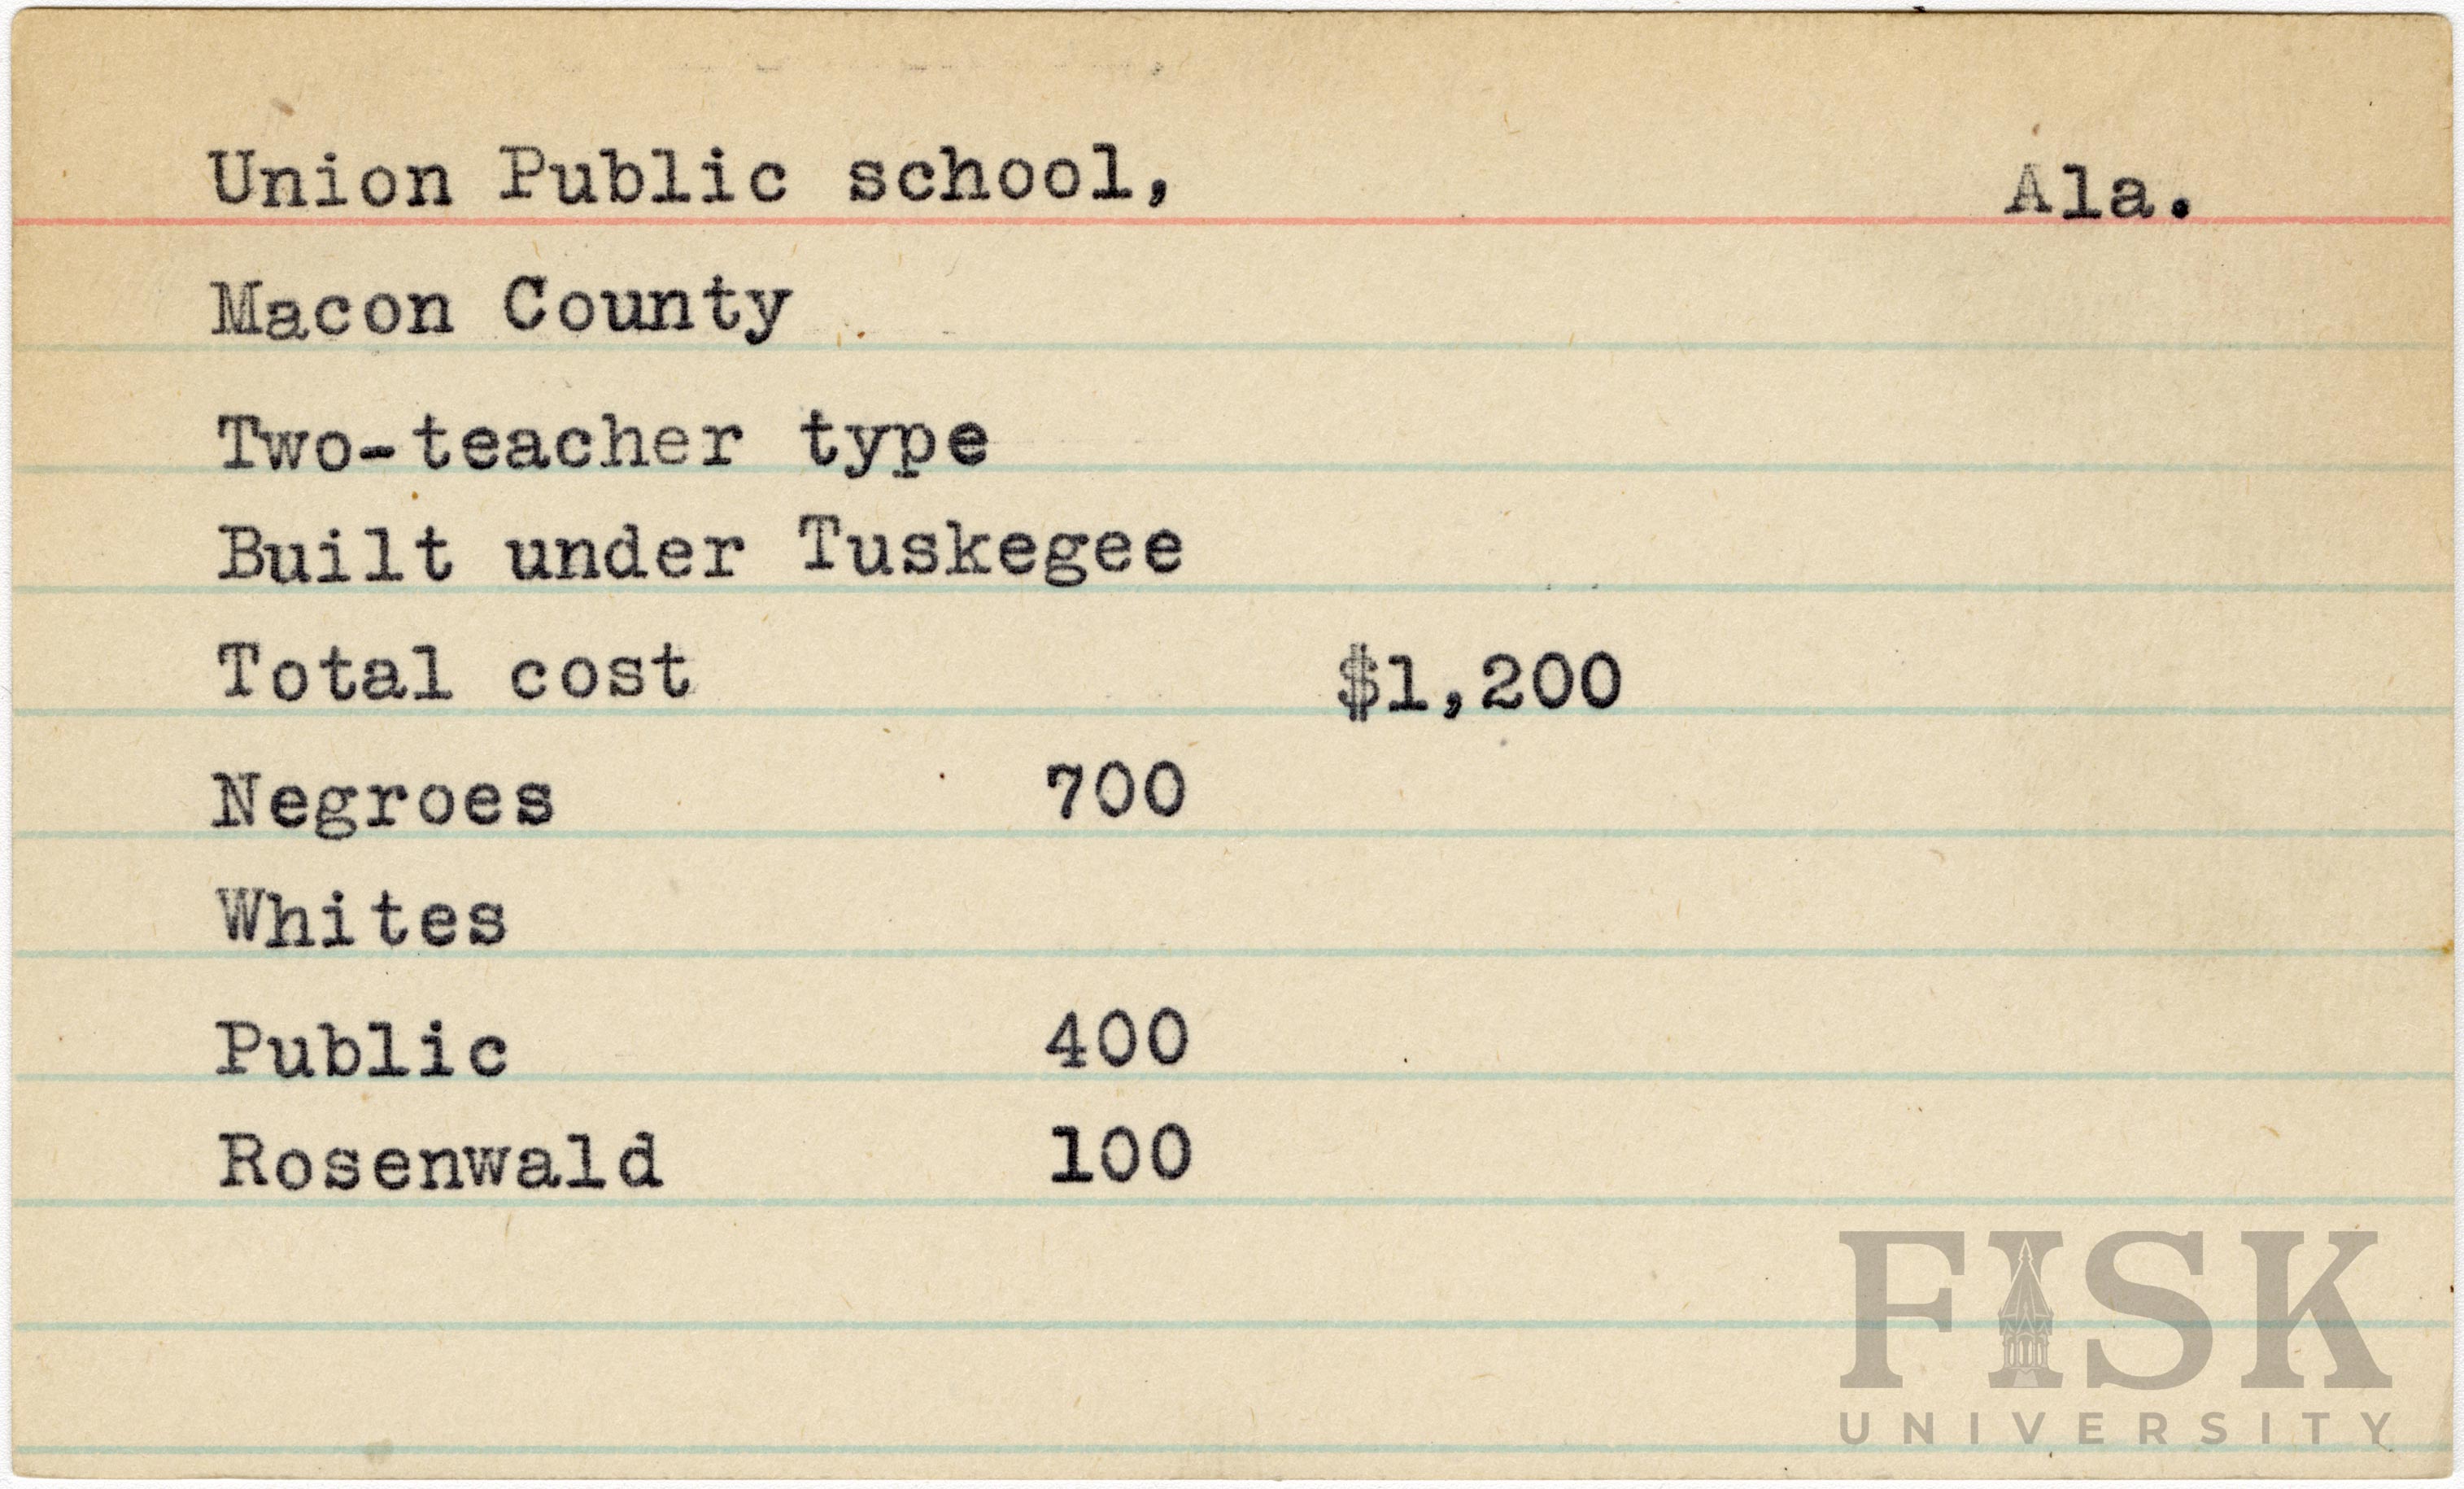 Union Public school, Ala.
Macon County
Two-teacher type
Built under Tuskegee
Total cost $1,200
Negroes 700
Whites
Public 400
Rosenwald 100
FISK
UNIVERSITY